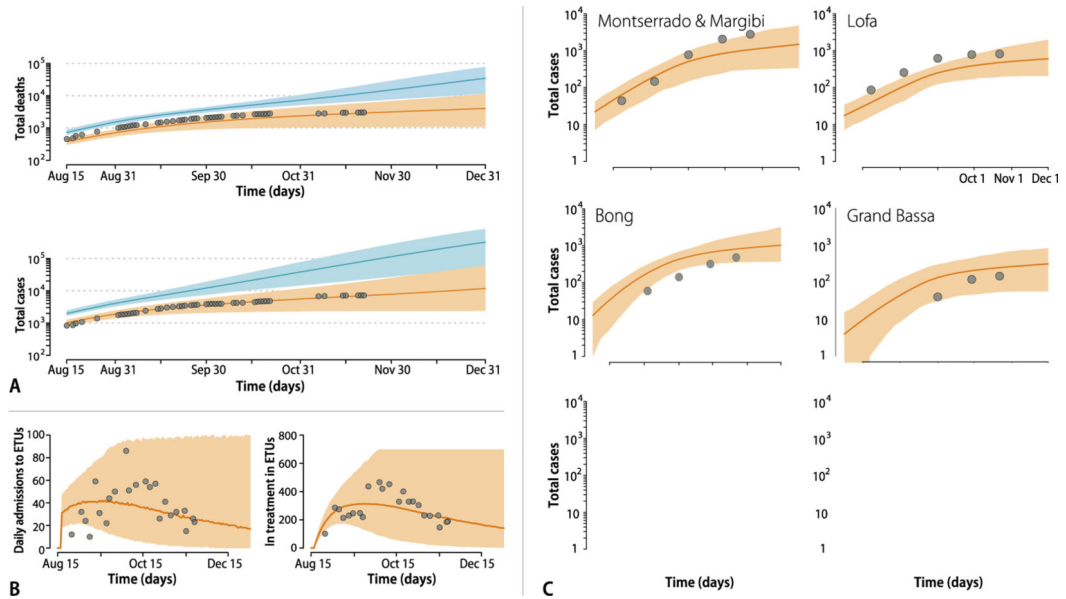 Total deaths
10⁵
10⁴
10³
10²
Aug 15 Aug 31 Sep 30 Oct 31 Nov 30 Dec 31
Time (days)
Total cases
10⁵
10⁴
10³
10²
Aug 15 Aug 31 Sep 30 Oct 31 Nov 30 Dec 31
Time (days)
A
Daily admissions to ETUs
100
80
60
40
20
0
Aug 15 Oct 15 Dec 15
Time (days)
In treatment in ETUs
800
600
400
200
0
Aug 15 Oct 15 Dec 15
Time (days)
B
Montserrado & Margibi
Total cases
10⁴
10³
10²
10
1
Lofa
Total cases
10⁴
10³
10²
10
1
Oct 1 Nov 1 Dec 1
Bong
Total cases
10⁴
10³
10²
10
1
Grand Bassa
Total cases
10⁴
10³
10²
10
1
Total cases
10⁴
10³
10²
10
1
Time (days)
Total cases
10⁴
10³
10²
10
1
Time (days)
C